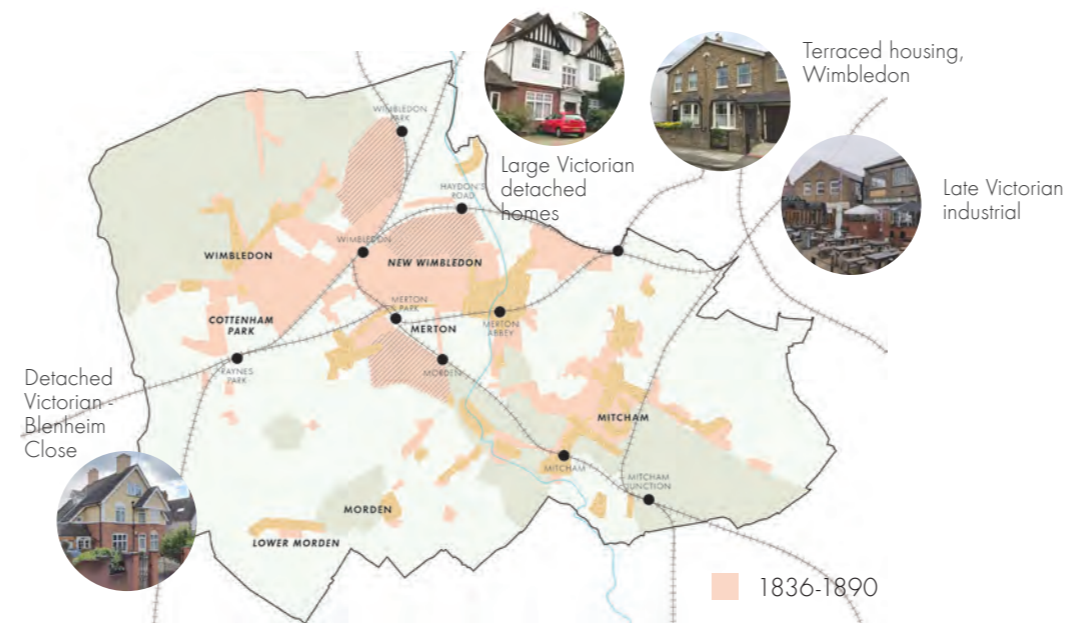 Terraced housing,
Wimbledon
Large Victorian
detached
homes
Late Victorian
industrial
WIMBLEDON
PARK
HAYDON'S
ROAD
WIMBLEDON
WIMBLEDON
NEW WIMBLEDON
COTTENHAM
PARK
MERTON
PARK
MERTON
MERTON
ABBEY
RAYNES
PARK
MORDEN
Detached
Victorian -
Blenheim
Close
MITCHAM
MITCHAM
MITCHAM
JUNCTION
MORDEN
LOWER MORDEN
1836-1890